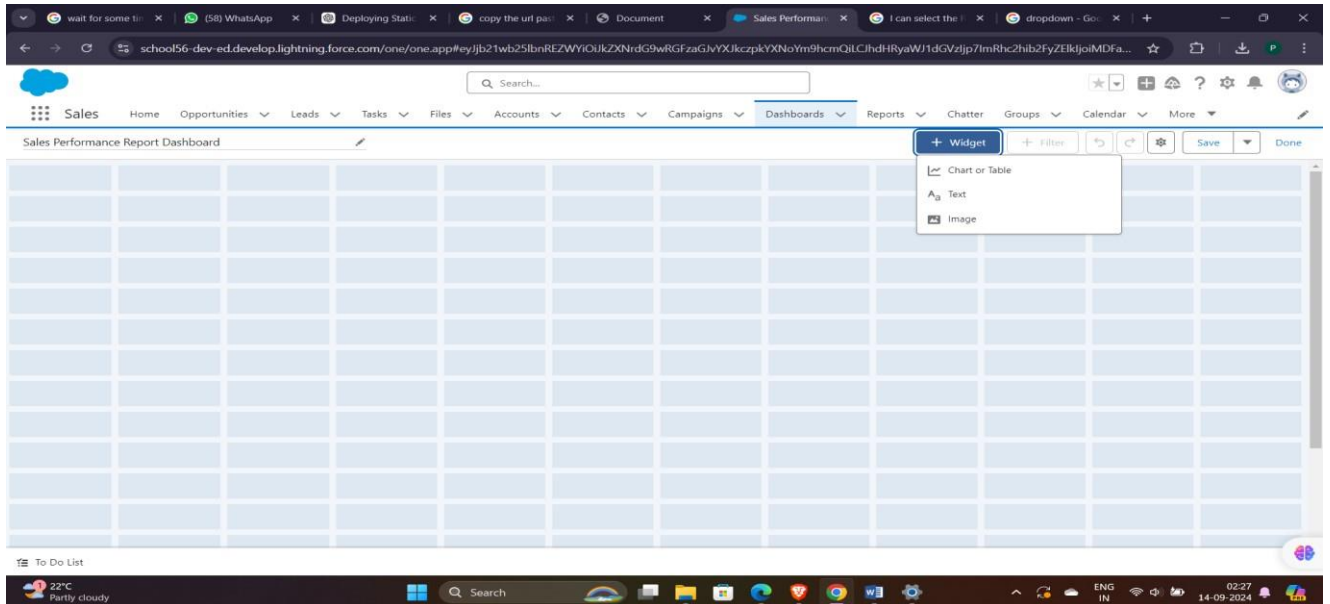 wait for some tim
(58) WhatsApp
Deploying Static
copy the url past
Document
Sales Performan
I can select the
dropdown - Goo
school56-dev-ed.develop.lightning.force.com/one/one.app#
Search...
Sales Home Opportunities Leads Tasks Files Accounts Contacts Campaigns Dashboards Reports Chatter Groups Calendar More
Sales Performance Report Dashboard
+ Widget + Filter Save Done
Chart or Table
Text
Image
To Do List
22°C
Partly cloudy
Search
ENG
IN
02:27
14-09-2024